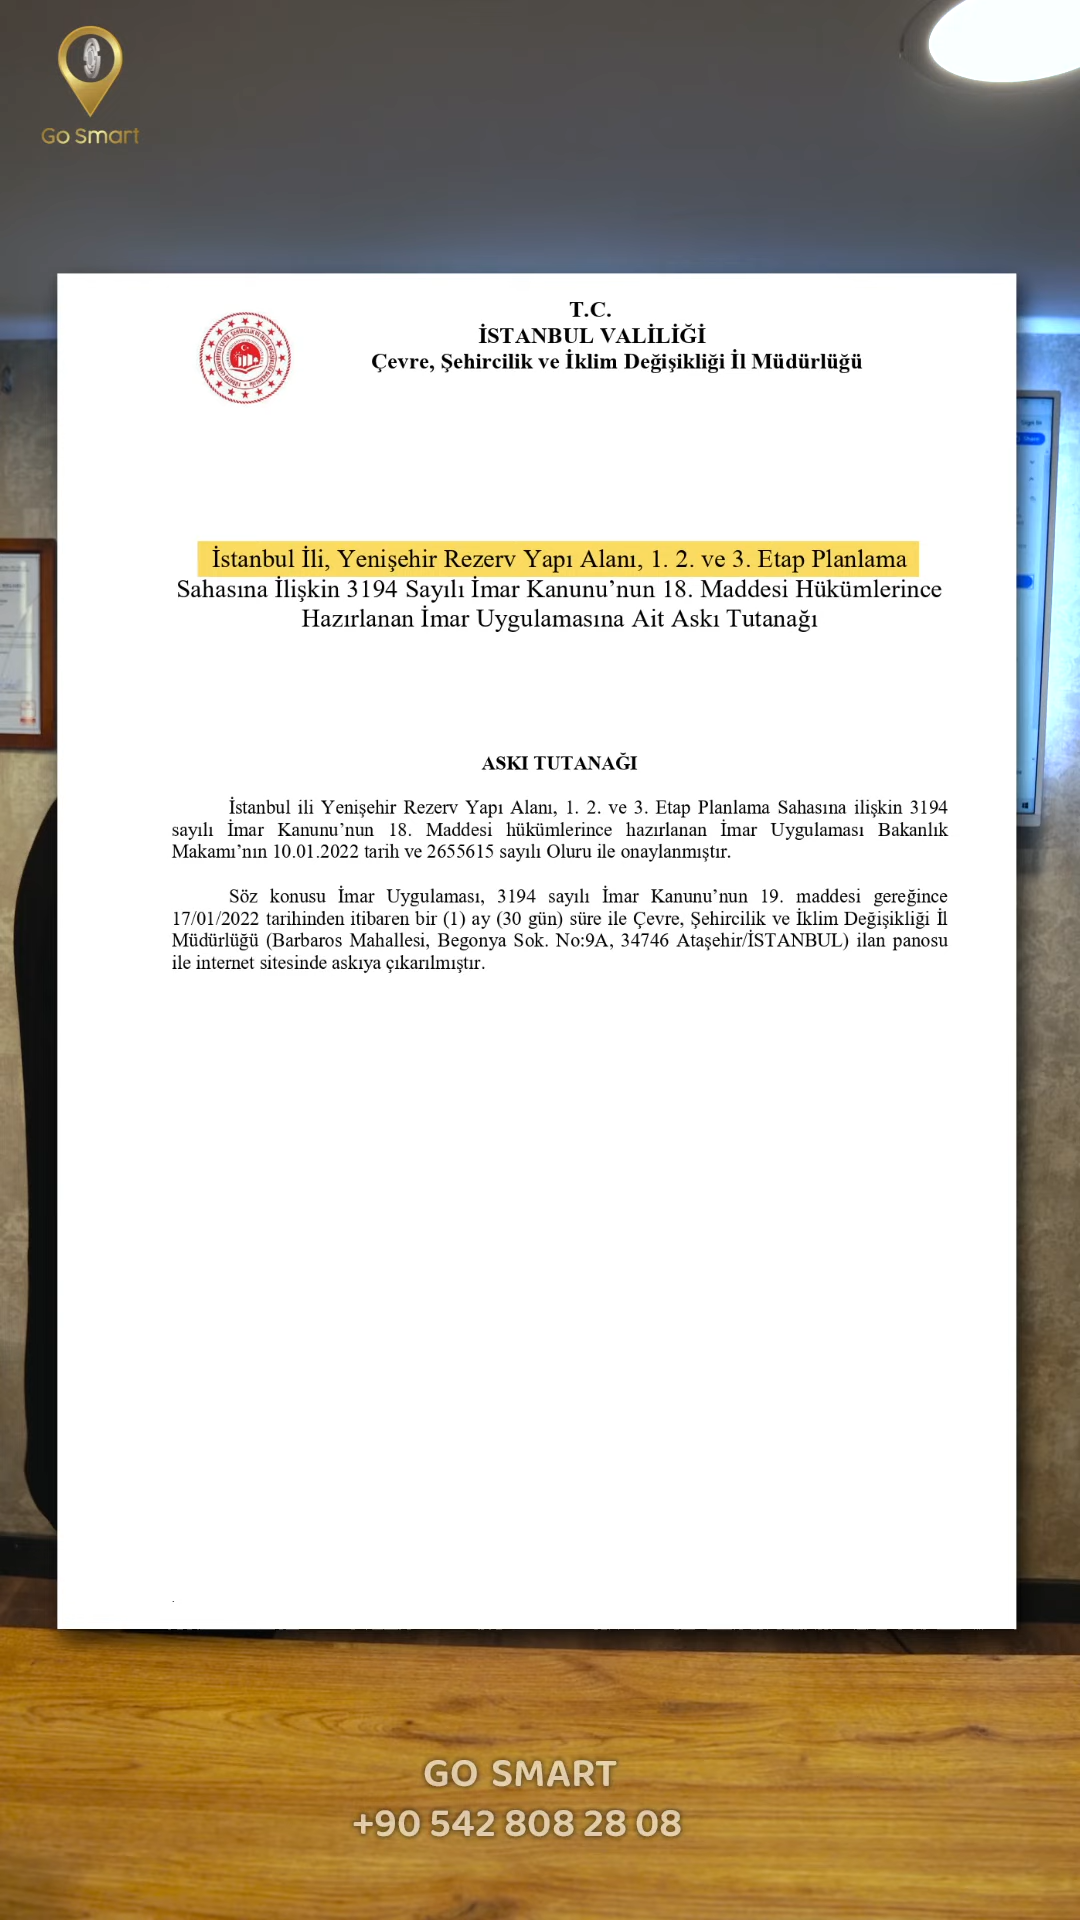 Go Smart
T.C.
İSTANBUL VALİLİĞİ
Çevre, Şehircilik ve İklim Değişikliği İl Müdürlüğü
İstanbul İli, Yenişehir Rezerv Yapı Alanı, 1. 2. ve 3. Etap Planlama
Sahasına İlişkin 3194 Sayılı İmar Kanunu’nun 18. Maddesi Hükümlerince
Hazırlanan İmar Uygulamasına Ait Askı Tutanağı
Sign In
Share
ASKI TUTANAĞI
İstanbul ili Yenişehir Rezerv Yapı Alanı, 1. 2. ve 3. Etap Planlama Sahasına ilişkin 3194
sayılı İmar Kanunu’nun 18. Maddesi hükümlerince hazırlanan İmar Uygulaması Bakanlık
Makamı’nın 10.01.2022 tarih ve 2655615 sayılı Oluru ile onaylanmıştır.
Söz konusu İmar Uygulaması, 3194 sayılı İmar Kanunu’nun 19. maddesi gereğince
17/01/2022 tarihinden itibaren bir (1) ay (30 gün) süre ile Çevre, Şehircilik ve İklim Değişikliği İl
Müdürlüğü (Barbaros Mahallesi, Begonya Sok. No:9A, 34746 Ataşehir/İSTANBUL) ilan panosu
ile internet sitesinde askıya çıkarılmıştır.
GO SMART
+90 542 808 28 08